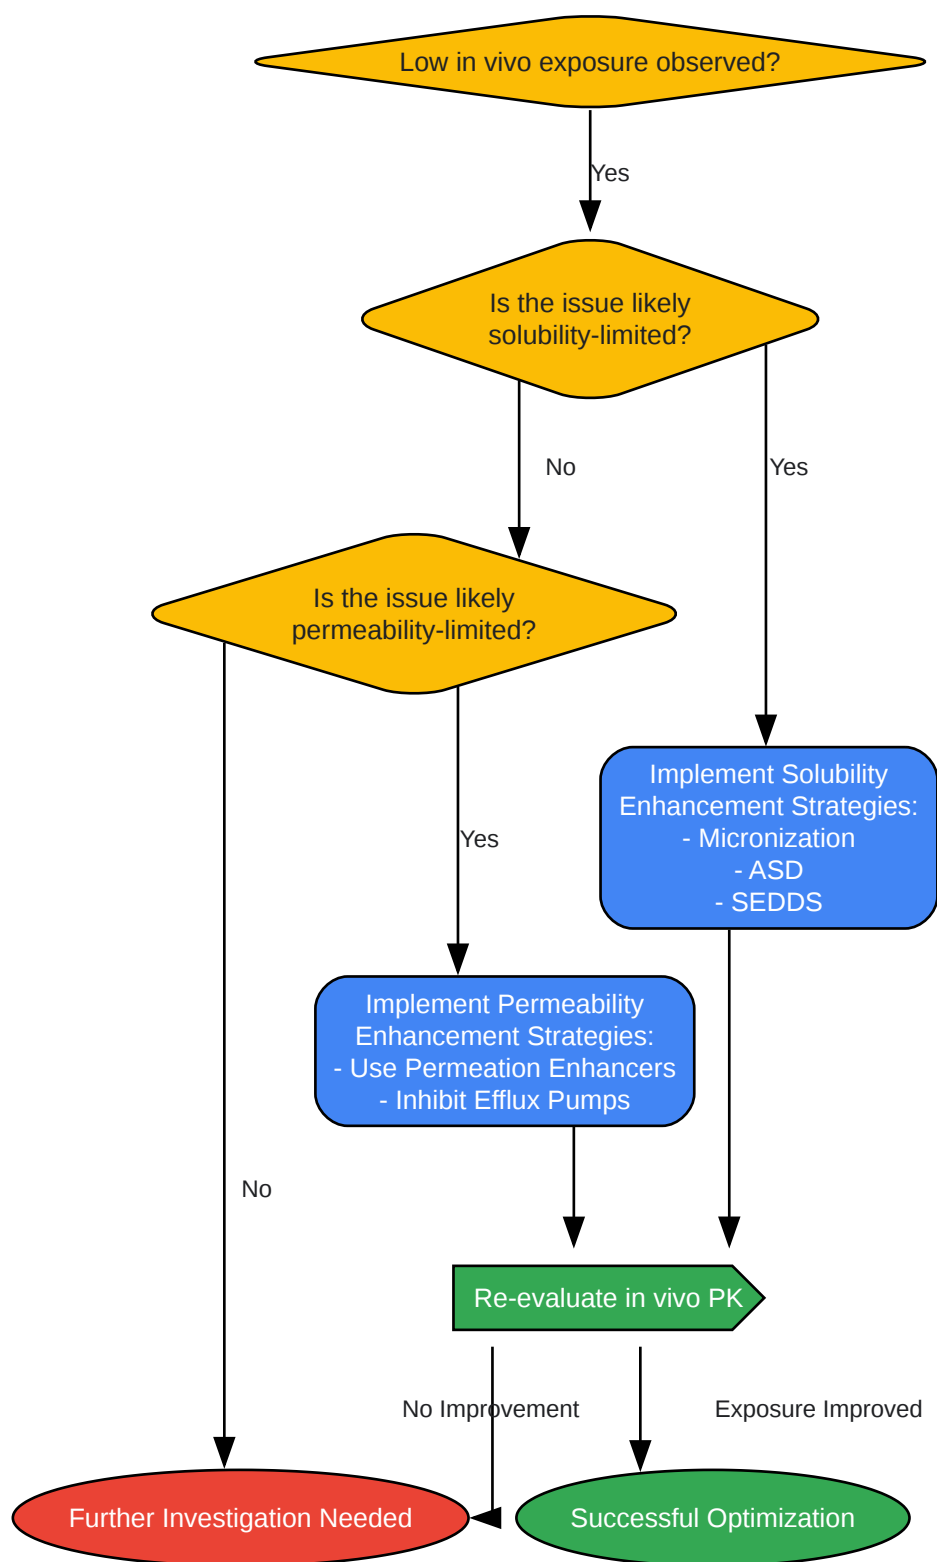 Low in vivo exposure observed?
Yes
Is the issue likely
solubility-limited?
No
Yes
Is the issue likely
permeability-limited?
Implement Solubility
Enhancement Strategies:
- Micronization
- ASD
- SEDDS
Yes
Implement Permeability
Enhancement Strategies:
- Use Permeation Enhancers
- Inhibit Efflux Pumps
No
Re-evaluate in vivo PK
No Improvement
Exposure Improved
Further Investigation Needed
Successful Optimization